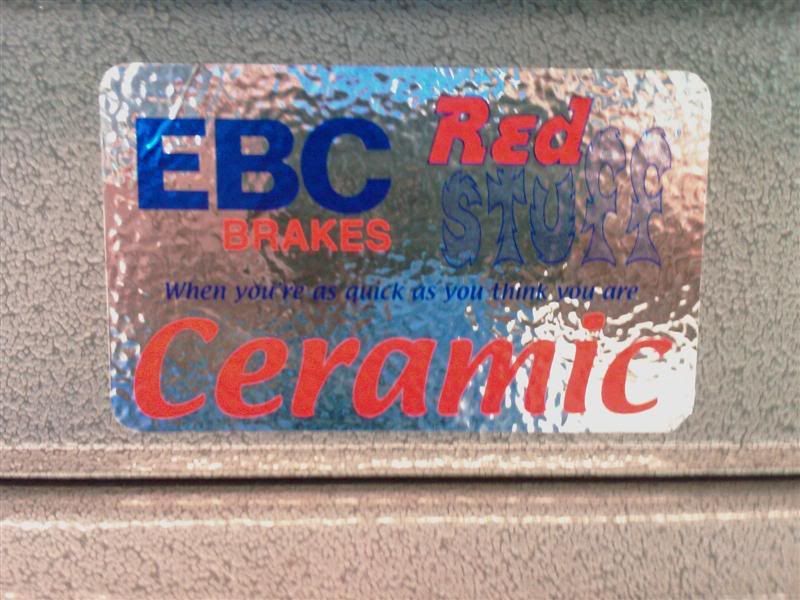 EBC
BRAKES
Red
STUFF
When you're as quick as you think you are
Ceramic